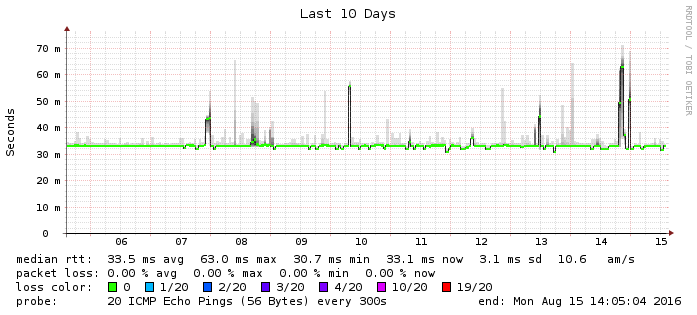 Last 10 Days
RRDTOOL / TOBI OETIKER
Seconds
70 m
60 m
50 m
40 m
30 m
20 m
10 m
0
06 07 08 09 10 11 12 13 14 15
median rtt: 33.5 ms avg 63.0 ms max 30.7 ms min 33.1 ms now 3.1 ms sd 10.6 am/s
packet loss: 0.00 % avg 0.00 % max 0.00 % min 0.00 % now
loss color: 0 1/20 2/20 3/20 4/20 10/20 19/20
probe: 20 ICMP Echo Pings (56 Bytes) every 300s end: Mon Aug 15 14:05:04 2016